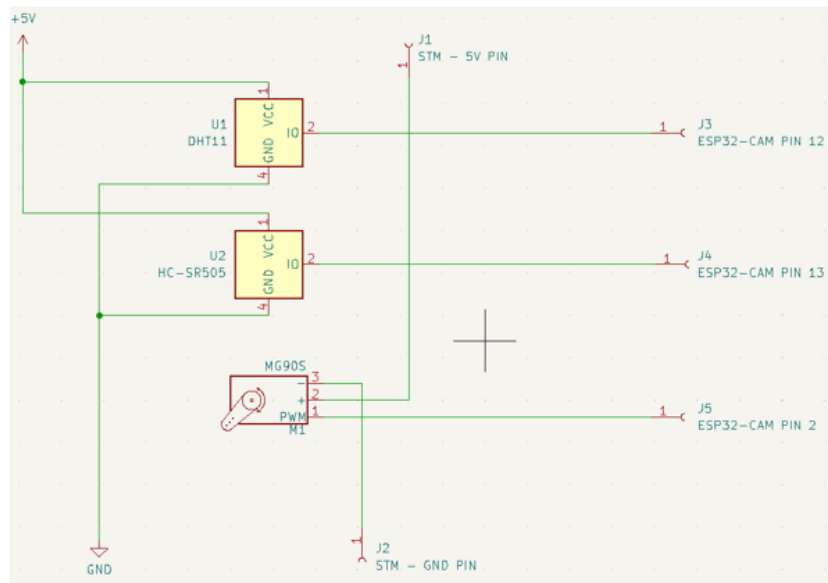 +5V
J1
1
STM - 5V PIN
1
U1
DHT11
VCC
IO
GND
2
4
1
J3
ESP32-CAM PIN 12
1
U2
HC-SR505
VCC
IO
GND
2
4
1
J4
ESP32-CAM PIN 13
MG90S
-
3
+
2
PWM
1
M1
1
J5
ESP32-CAM PIN 2
1
J2
STM - GND PIN
GND